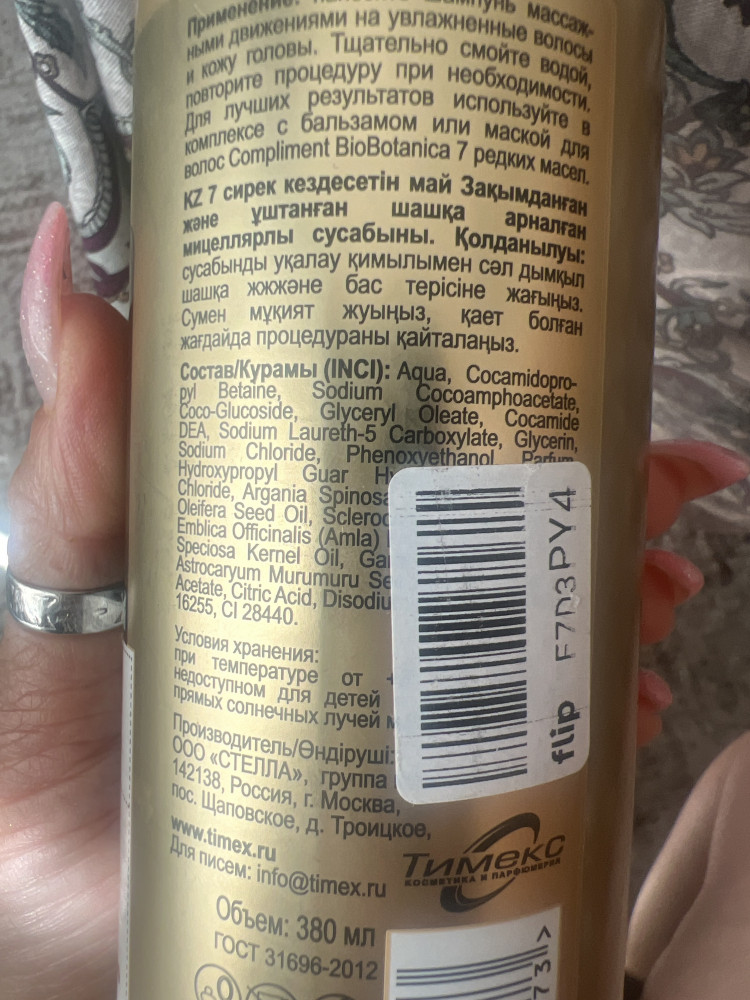 Применение: шампунь массаж-
ными движениями на увлажненные волосы
и кожу головы. Тщательно смойте водой,
повторите процедуру при необходимости.
Для лучших результатов используйте в
комплексе с бальзамом или маской для
волос Compliment BioBotanica 7 редких масел.
KZ 7 сирек кездесетін май Зақымданған
және ұштанған шашқа арналған
мицеллярлы сусабыны. Қолданылуы:
сусабынды уқалау қимылымен сәл дымқыл
шашқа жжжәне бас терісіне жағыңыз.
Сумен мұқият жуыңыз, қает болған
жағдайда процедураны қайталаңыз.
Состав/Курамы (INCI): Aqua, Cocamidopro-
pyl Betaine, Sodium Cocoamphoacetate,
Coco-Glucoside, Glyceryl Oleate, Cocamide
DEA, Sodium Laureth-5 Carboxylate, Glycerin,
Sodium Chloride, Phenoxyethanol, Parfum,
Hydroxypropyl Guar
Chloride, Argania Spinosa
Oleifera Seed Oil,
Emblica Officinalis (Amla)
Speciosa Kernel Oil,
Astrocaryum Murumuru
Acetate, Citric Acid,
16255, CI 28440.
Условия хранения:
при температуре от +
недоступном для детей
прямых солнечных лучей
Производитель/Өндіруші:
ООО «СТЕЛЛА», группа
142138, Россия, г. Москва,
пос. Щаповское, д. Троицкое,
www.timex.ru
Для писем: info@timex.ru
Тимекс
КОСМЕТИКА И ПАРФЮМЕРИЯ
Объем: 380 мл
ГОСТ 31696-2012
flip F7D3PY4
73>